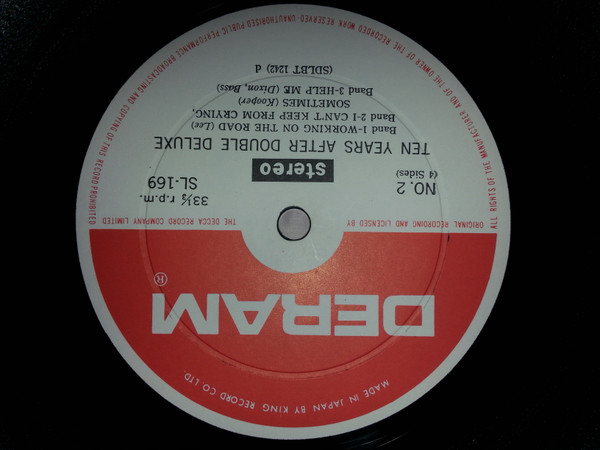 MADE IN JAPAN BY KING RECORD CO LTD.
DERAM®
ORIGINAL RECORDING AND LICENSED BY THE DECCA RECORD COMPANY LIMITED
ALL RIGHTS OF THE MANUFACTURER AND OF THE OWNER OF THE RECORDED WORK RESERVED·UNAUTHORISED PUBLIC PERFORMANCE BROADCASTING AND COPYING OF THIS RECORD PROHIBITED
NO. 2
(4 Sides)
stereo
33⅓ r.p.m.
SL-169
TEN YEARS AFTER DOUBLE DELUXE
Band 1-WORKING ON THE ROAD (Lee)
Band 2-I CAN'T KEEP FROM CRYING,
SOMETIMES (Kooper)
Band 3-HELP ME (Dixon, Bass)
(SDLBT 1242) d